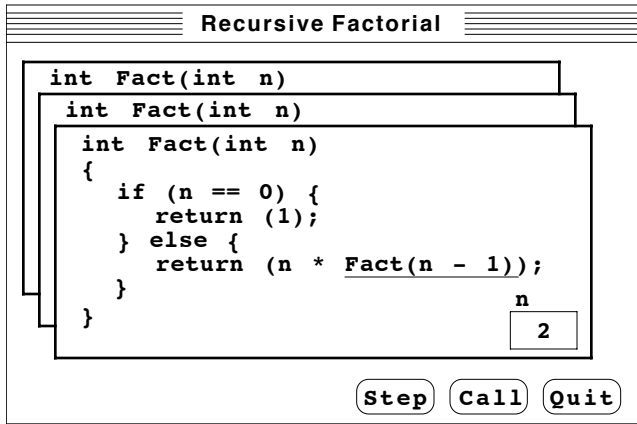 Recursive Factorial
int Fact(int n)
int Fact(int n)
int Fact(int n)
{
if (n == 0) {
return (1);
} else {
return (n * Fact(n - 1));
}
n
}
2
Step Call Quit